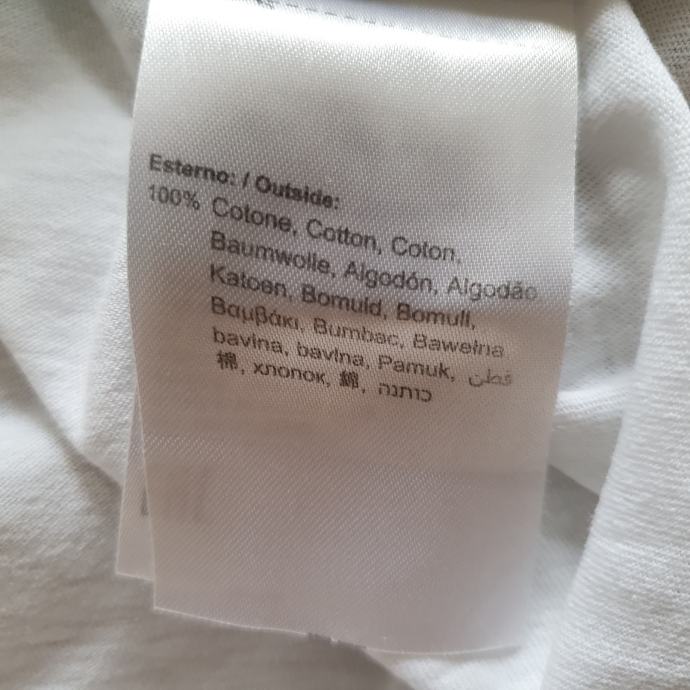 Esterno: / Outside:
100% Cotone, Cotton, Coton,
Baumwolle, Algodón, Algodão
Katoen, Bomuld, Bomull,
Βαμβάκι, Bumbac, Bawełna
bavlna, bavlna, Pamuk, قطن
棉, хлопок, 綿, כותנה